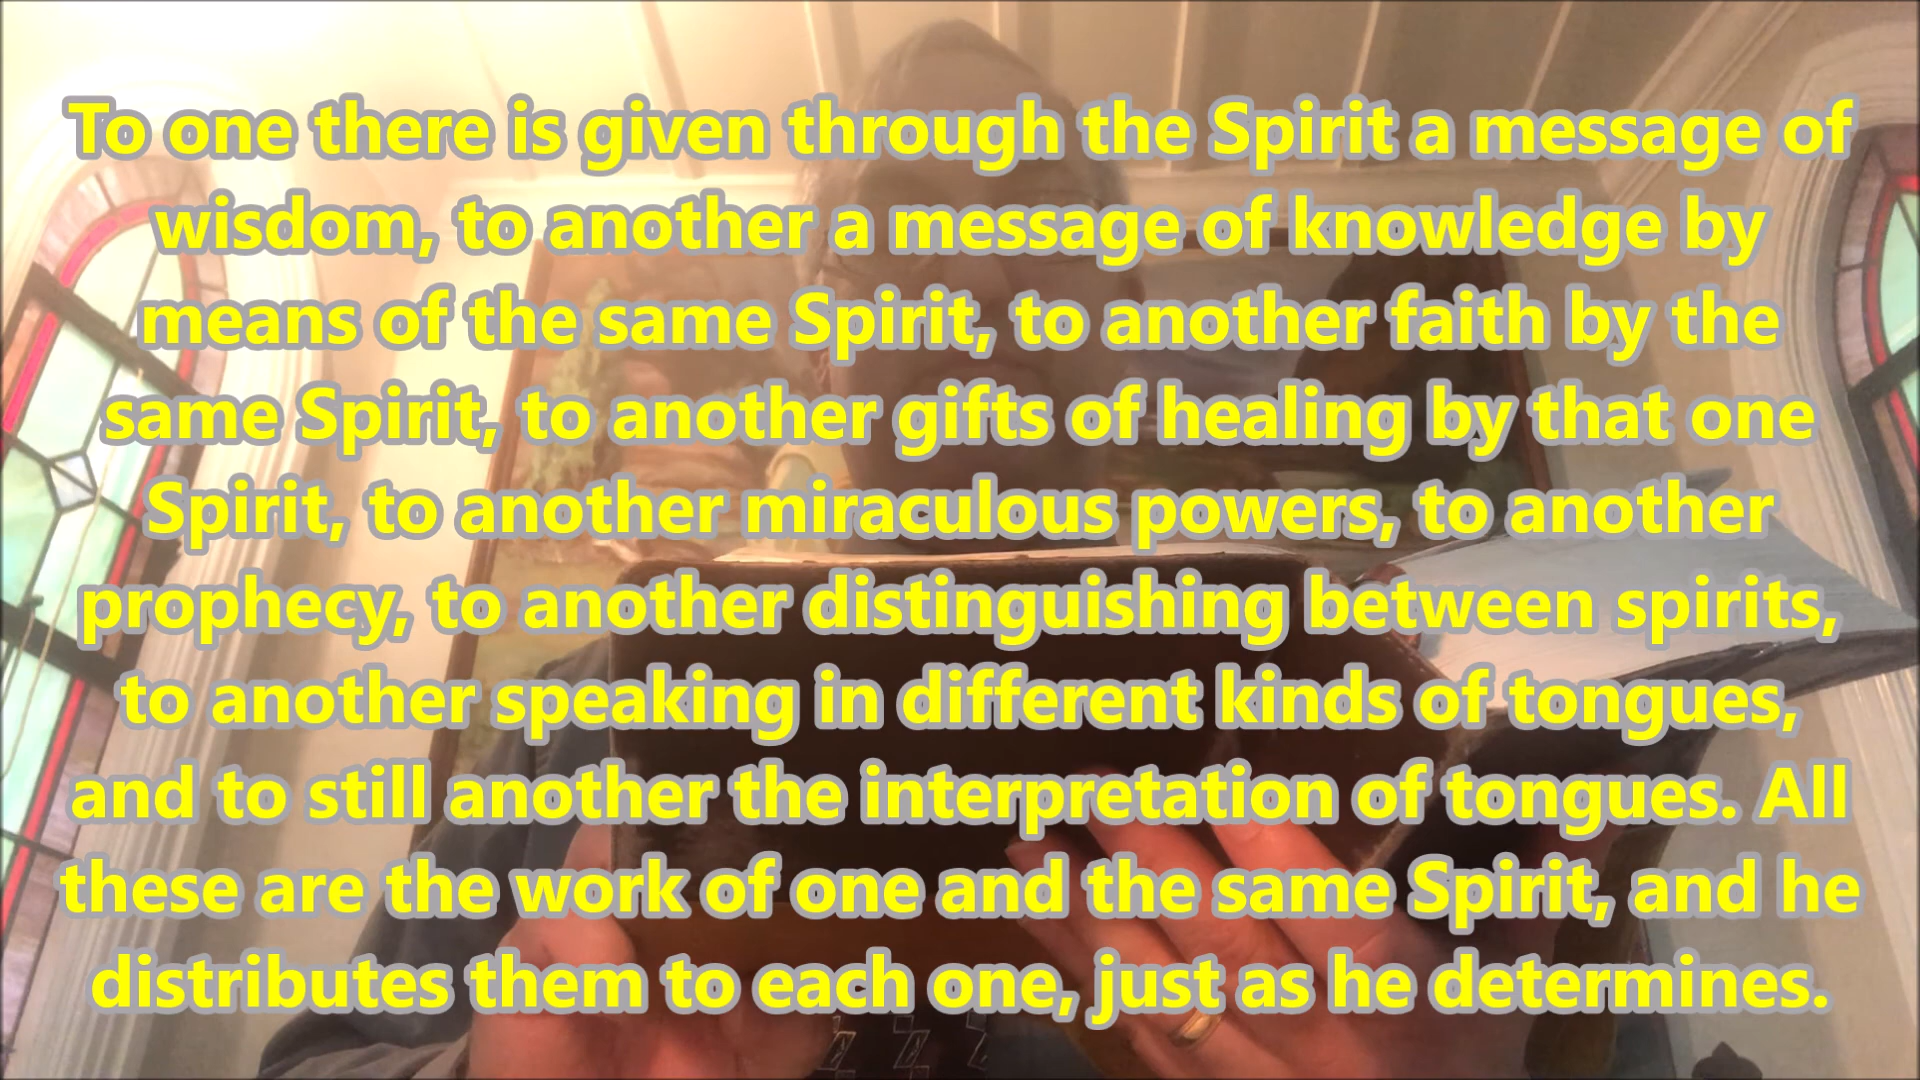 To one there is given through the Spirit a message of
wisdom, to another a message of knowledge by
means of the same Spirit, to another faith by the
same Spirit, to another gifts of healing by that one
Spirit, to another miraculous powers, to another
prophecy, to another distinguishing between spirits,
to another speaking in different kinds of tongues,
and to still another the interpretation of tongues. All
these are the work of one and the same Spirit, and he
distributes them to each one, just as he determines.